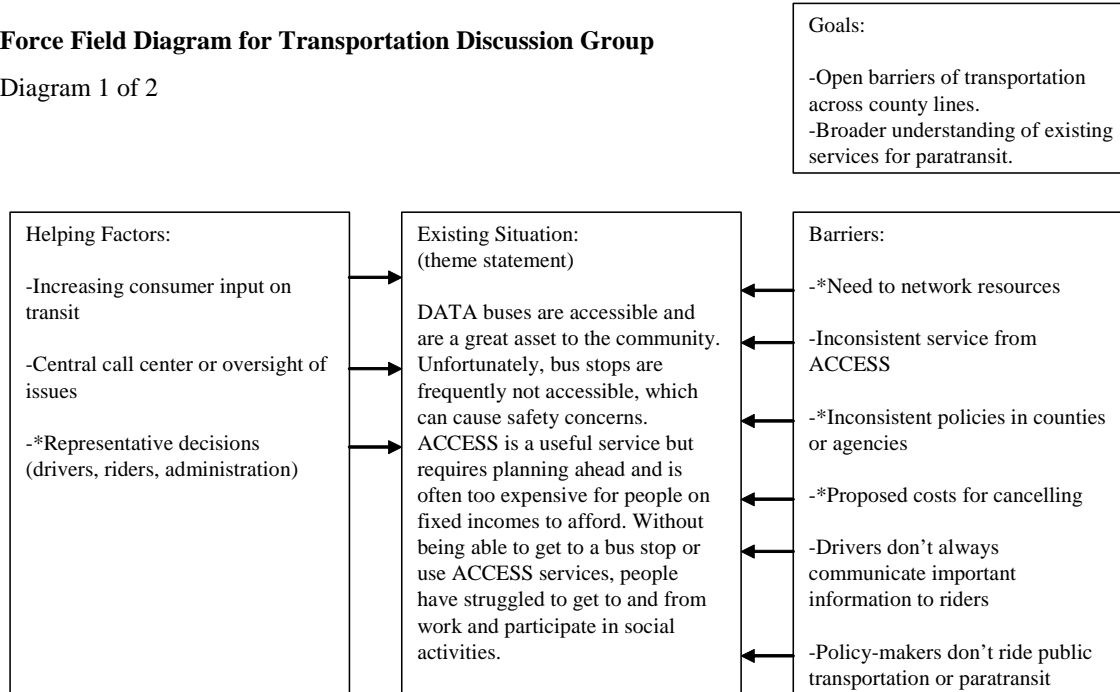 Force Field Diagram for Transportation Discussion Group
Diagram 1 of 2
Goals:
-Open barriers of transportation
across county lines.
-Broader understanding of existing
services for paratransit.
Helping Factors:
-Increasing consumer input on
transit
-Central call center or oversight of
issues
-*Representative decisions
(drivers, riders, administration)
Existing Situation:
(theme statement)
DATA buses are accessible and
are a great asset to the community.
Unfortunately, bus stops are
frequently not accessible, which
can cause safety concerns.
ACCESS is a useful service but
requires planning ahead and is
often too expensive for people on
fixed incomes to afford. Without
being able to get to a bus stop or
use ACCESS services, people
have struggled to get to and from
work and participate in social
activities.
Barriers:
-*Need to network resources
-Inconsistent service from
ACCESS
-*Inconsistent policies in counties
or agencies
-*Proposed costs for cancelling
-Drivers don’t always
communicate important
information to riders
-Policy-makers don’t ride public
transportation or paratransit